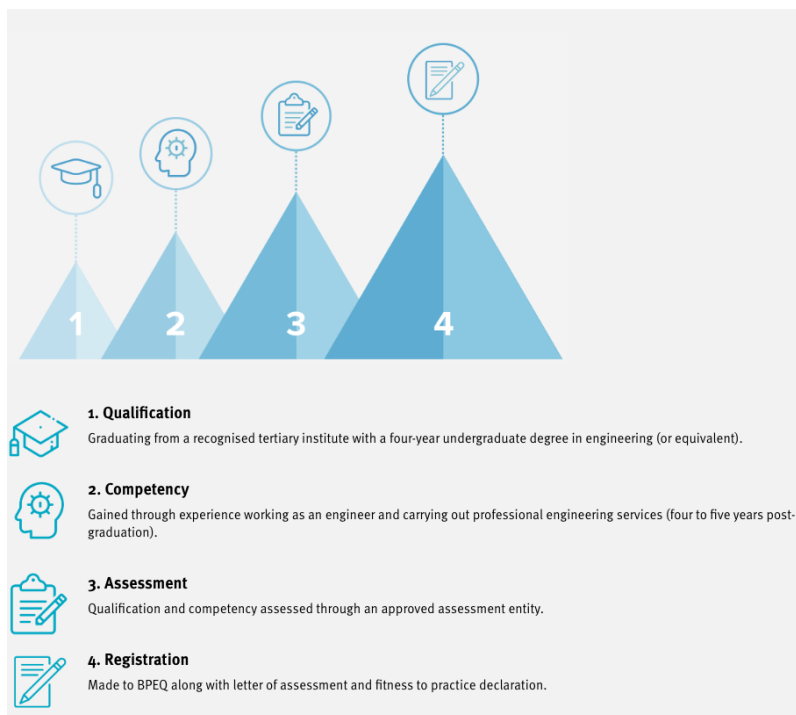 1
2
3
4
1. Qualification
Graduating from a recognised tertiary institute with a four-year undergraduate degree in engineering (or equivalent).
2. Competency
Gained through experience working as an engineer and carrying out professional engineering services (four to five years post-
graduation).
3. Assessment
Qualification and competency assessed through an approved assessment entity.
4. Registration
Made to BPEQ along with letter of assessment and fitness to practice declaration.